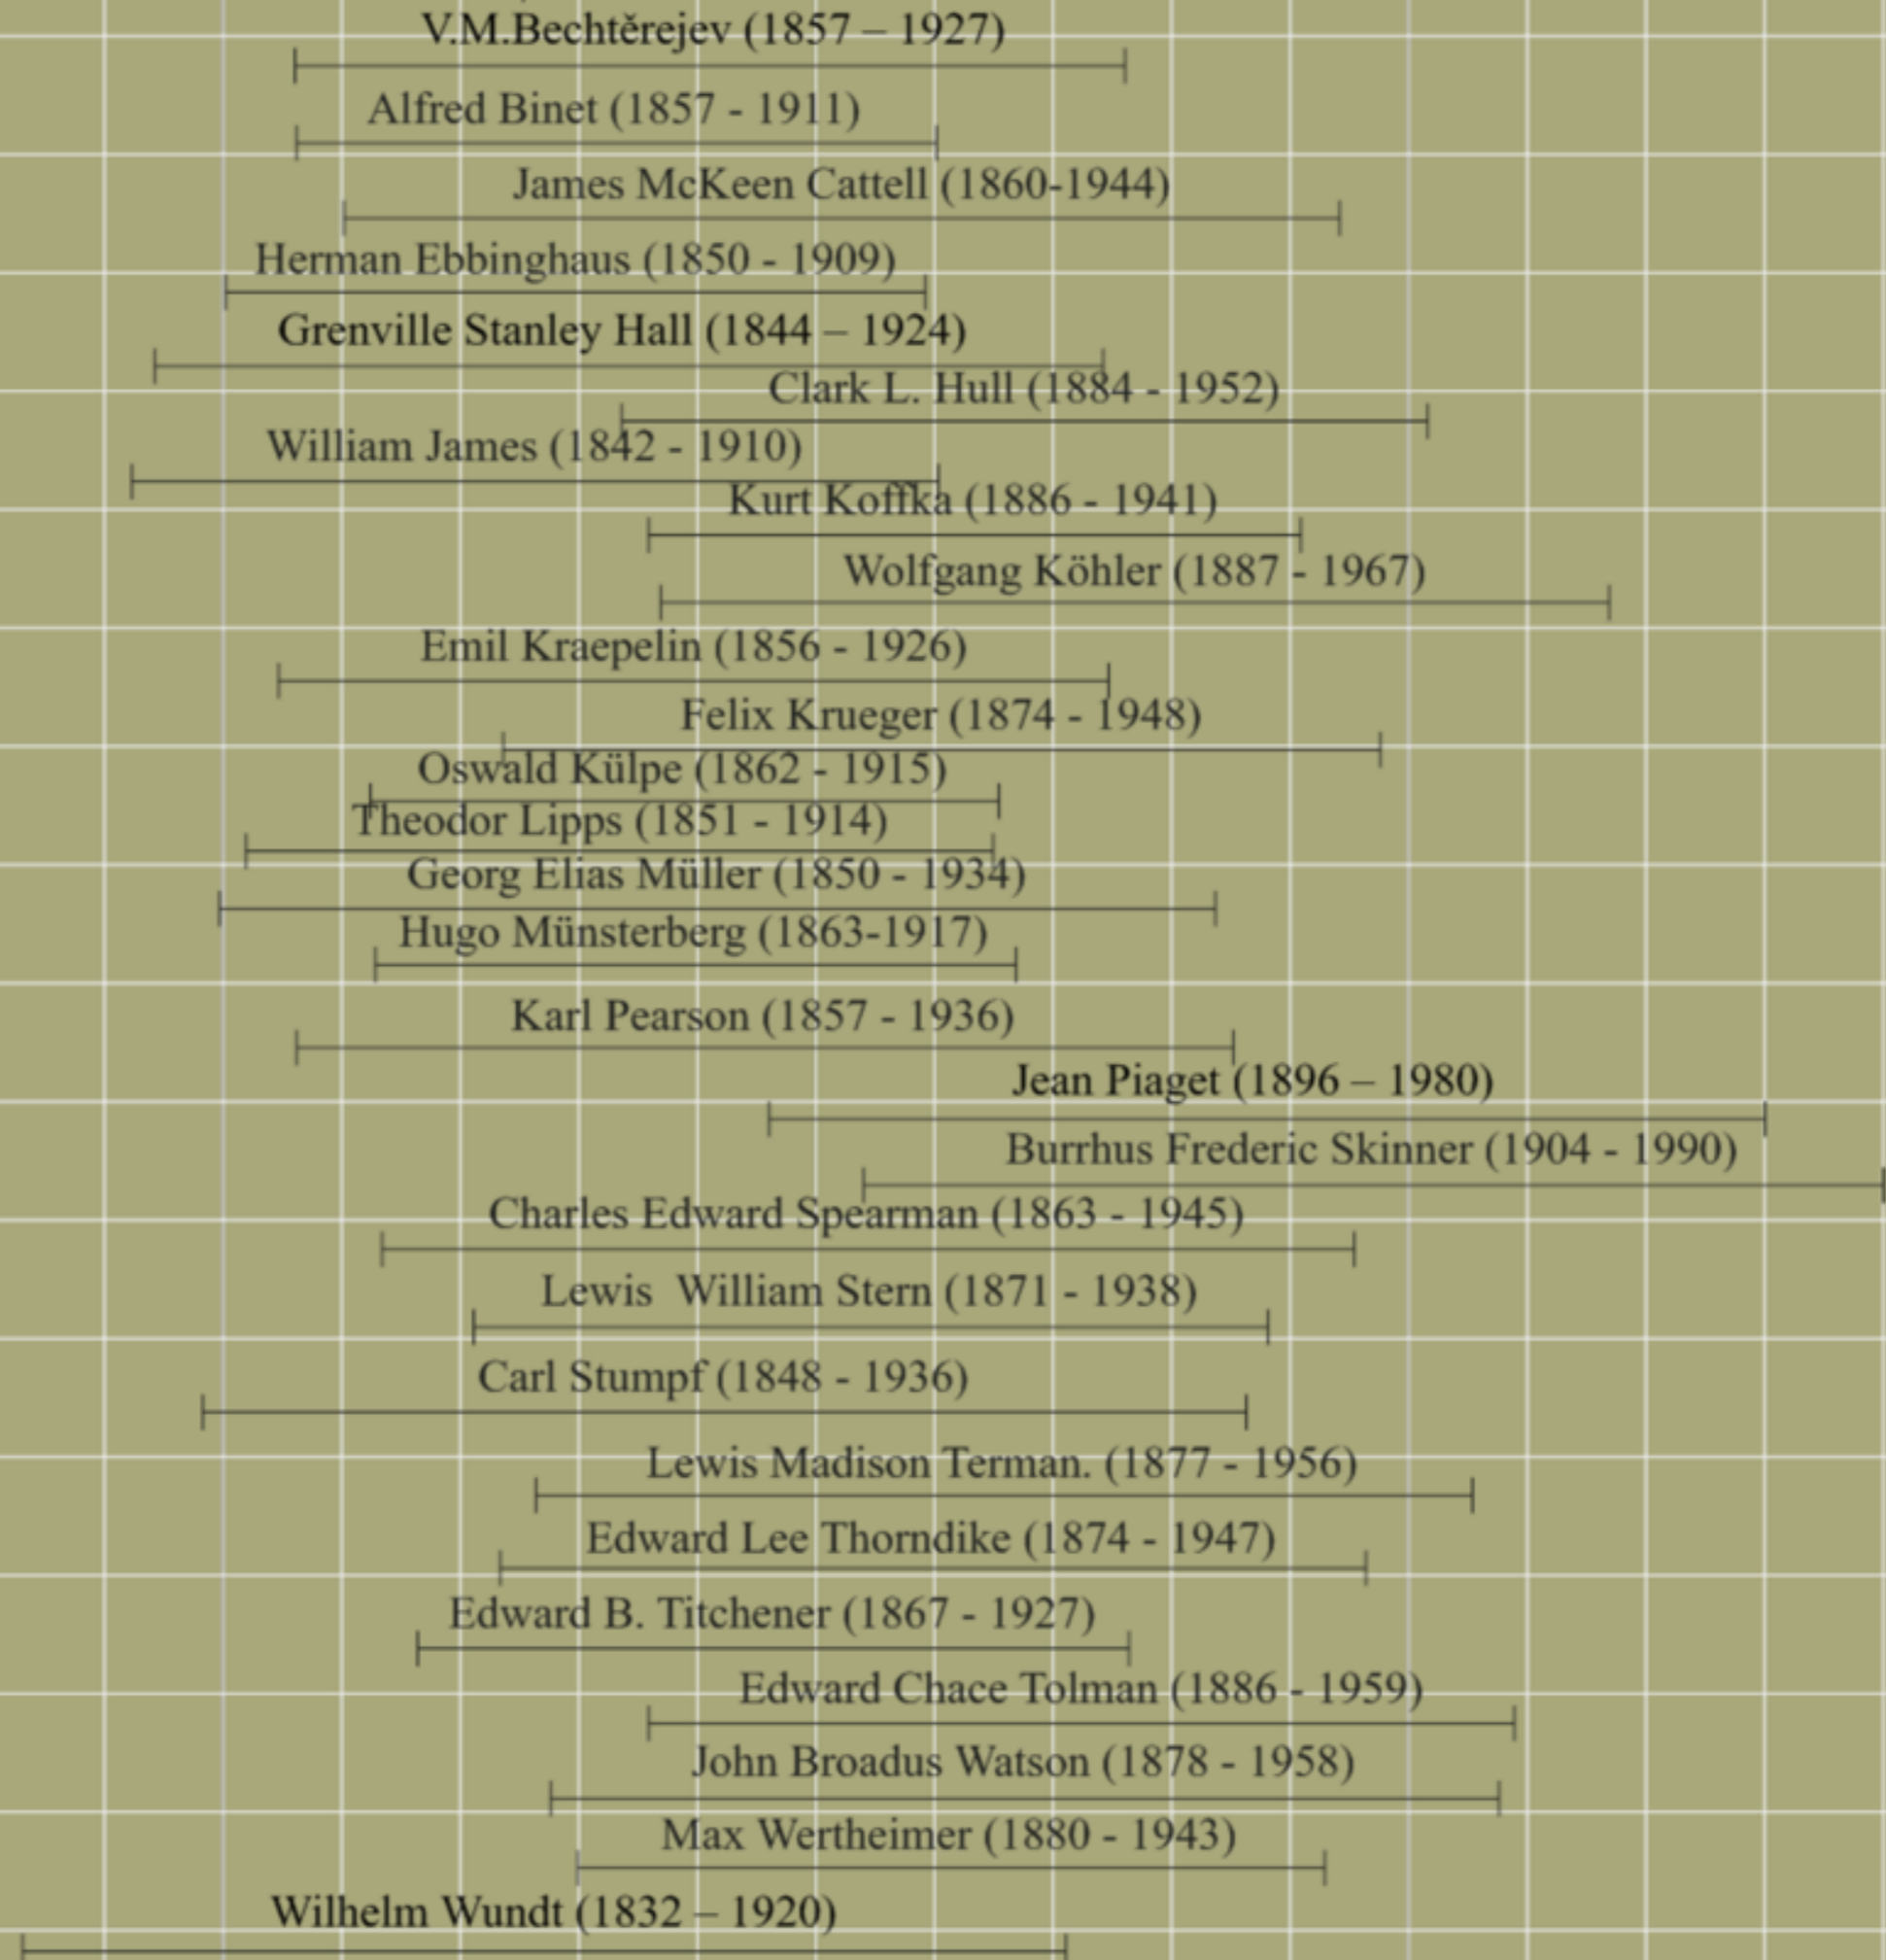 V.M.Bechtěrejev (1857 – 1927)
Alfred Binet (1857 - 1911)
James McKeen Cattell (1860-1944)
Herman Ebbinghaus (1850 - 1909)
Grenville Stanley Hall (1844 – 1924)
Clark L. Hull (1884 - 1952)
William James (1842 - 1910)
Kurt Koffka (1886 - 1941)
Wolfgang Köhler (1887 - 1967)
Emil Kraepelin (1856 - 1926)
Felix Krueger (1874 - 1948)
Oswald Külpe (1862 - 1915)
Theodor Lipps (1851 - 1914)
Georg Elias Müller (1850 - 1934)
Hugo Münsterberg (1863-1917)
Karl Pearson (1857 - 1936)
Jean Piaget (1896 – 1980)
Burrhus Frederic Skinner (1904 - 1990)
Charles Edward Spearman (1863 - 1945)
Lewis  William Stern (1871 - 1938)
Carl Stumpf (1848 - 1936)
Lewis Madison Terman. (1877 - 1956)
Edward Lee Thorndike (1874 - 1947)
Edward B. Titchener (1867 - 1927)
Edward Chace Tolman (1886 - 1959)
John Broadus Watson (1878 - 1958)
Max Wertheimer (1880 - 1943)
Wilhelm Wundt (1832 – 1920)